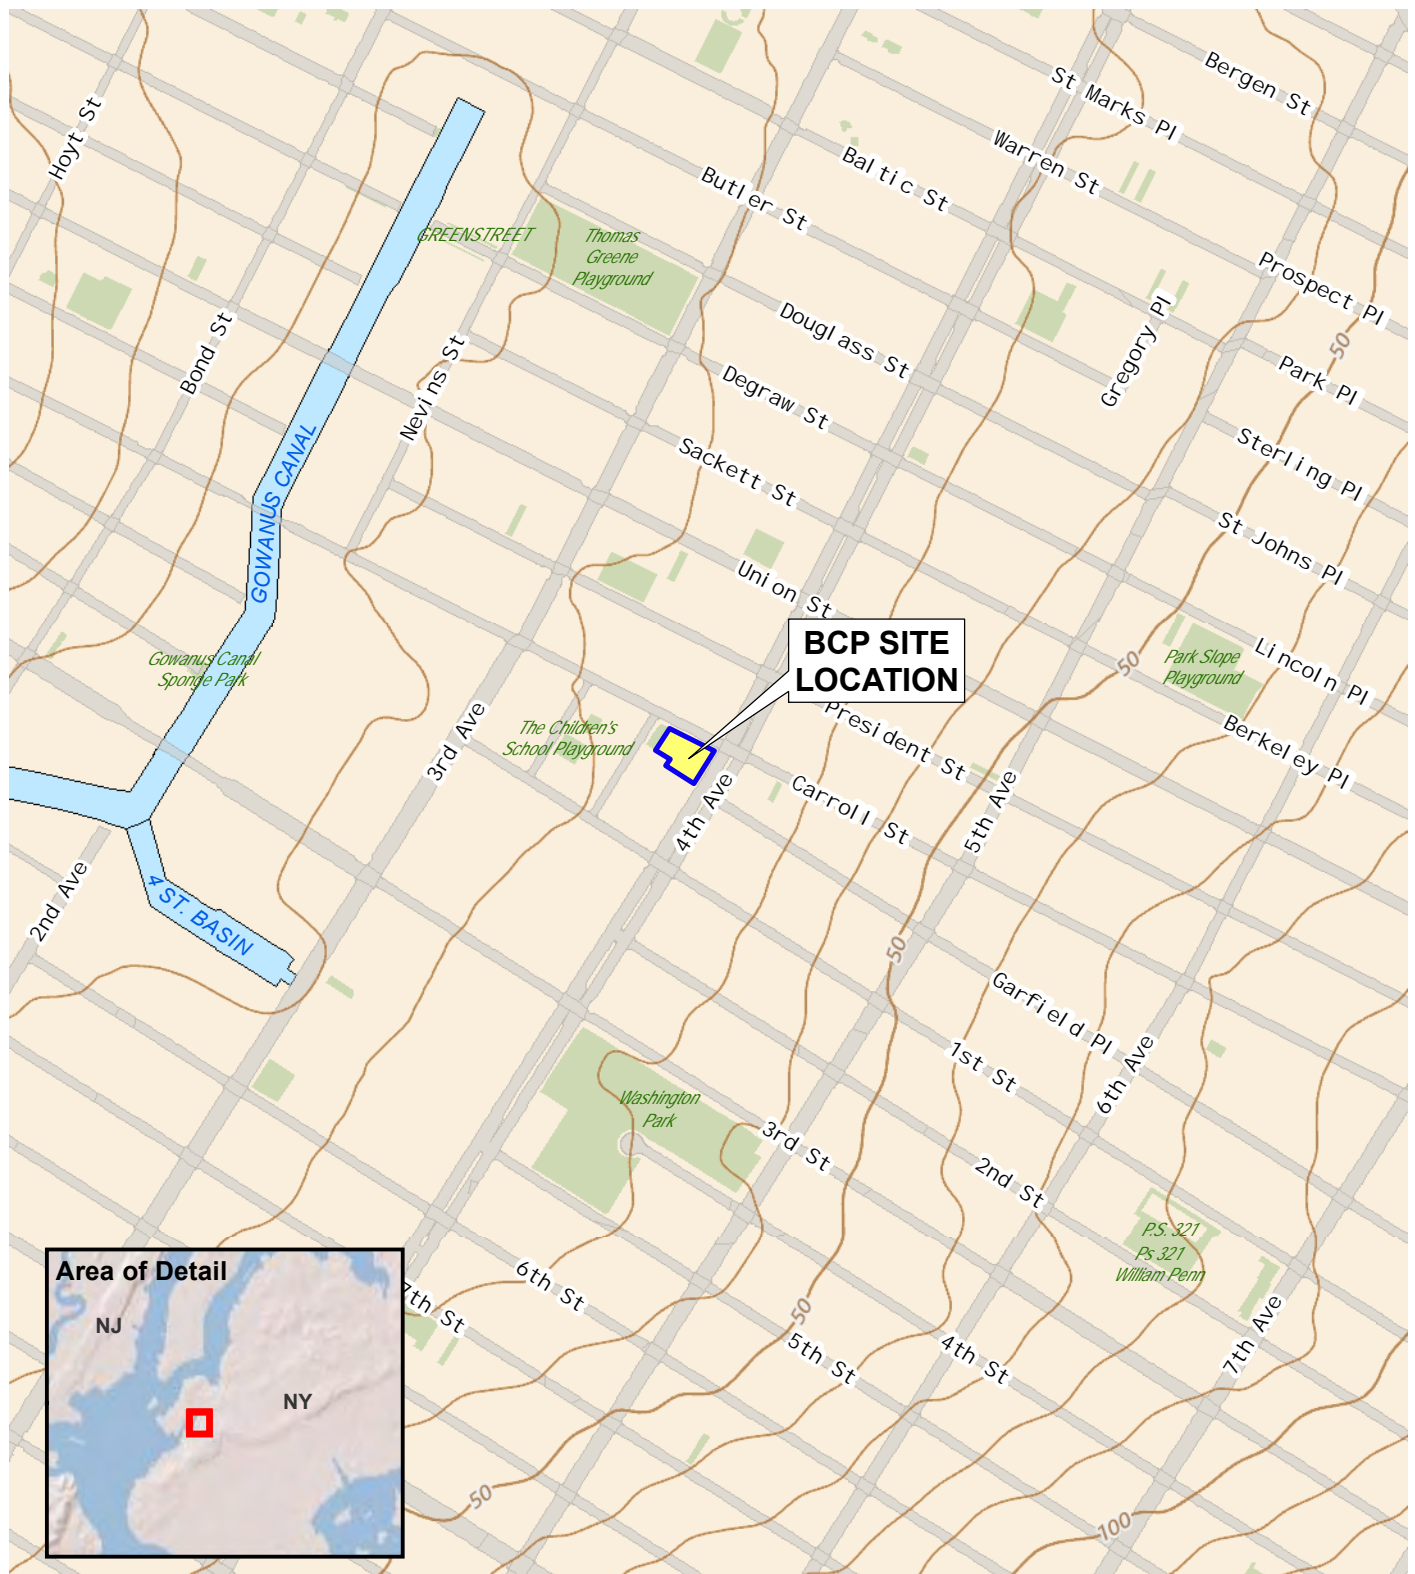 Bergen St
St Marks Pl
Hoyt St
Warren St
Baltic St
Butler St
GREENSTREET
Thomas
Greene
Playground
Prospect Pl
Gregory Pl
50
Bond St
Nevins St
Douglass St
Park Pl
Degraw St
Sterling Pl
GOWANUS CANAL
Sackett St
St Johns Pl
Union St
BCP SITE
LOCATION
Gowanus Canal
Sponge Park
50
Park Slope
Playground
Lincoln Pl
The Children's
School Playground
3rd Ave
President St
Berkeley Pl
4th Ave
Carroll St
5th Ave
2nd Ave
4 ST. BASIN
50
Garfield Pl
1st St
6th Ave
Washington
Park
3rd St
2nd St
P.S. 321
Ps 321
William Penn
Area of Detail
NJ
NY
7th St
6th St
50
5th St
4th St
7th Ave
50
100